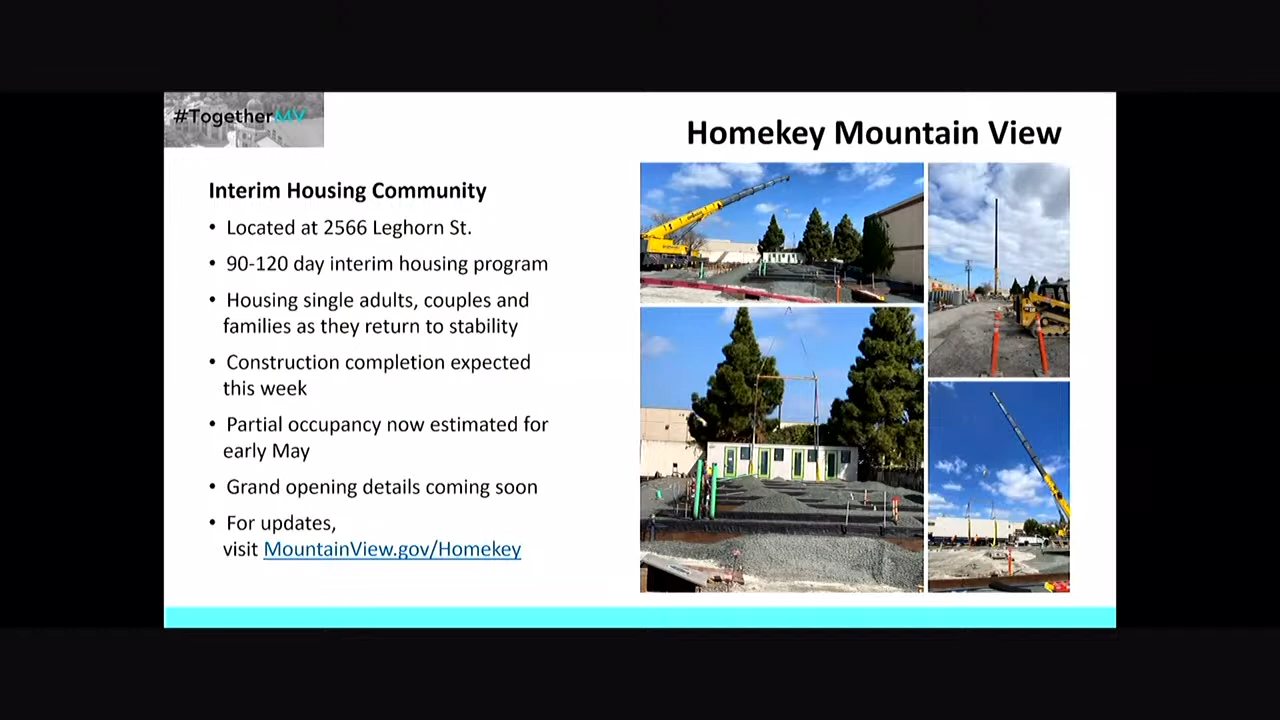 #TogetherMV
Homekey Mountain View
Interim Housing Community
• Located at 2566 Leghorn St.
• 90-120 day interim housing program
• Housing single adults, couples and
families as they return to stability
• Construction completion expected
this week
• Partial occupancy now estimated for
early May
• Grand opening details coming soon
• For updates,
visit MountainView.gov/Homekey